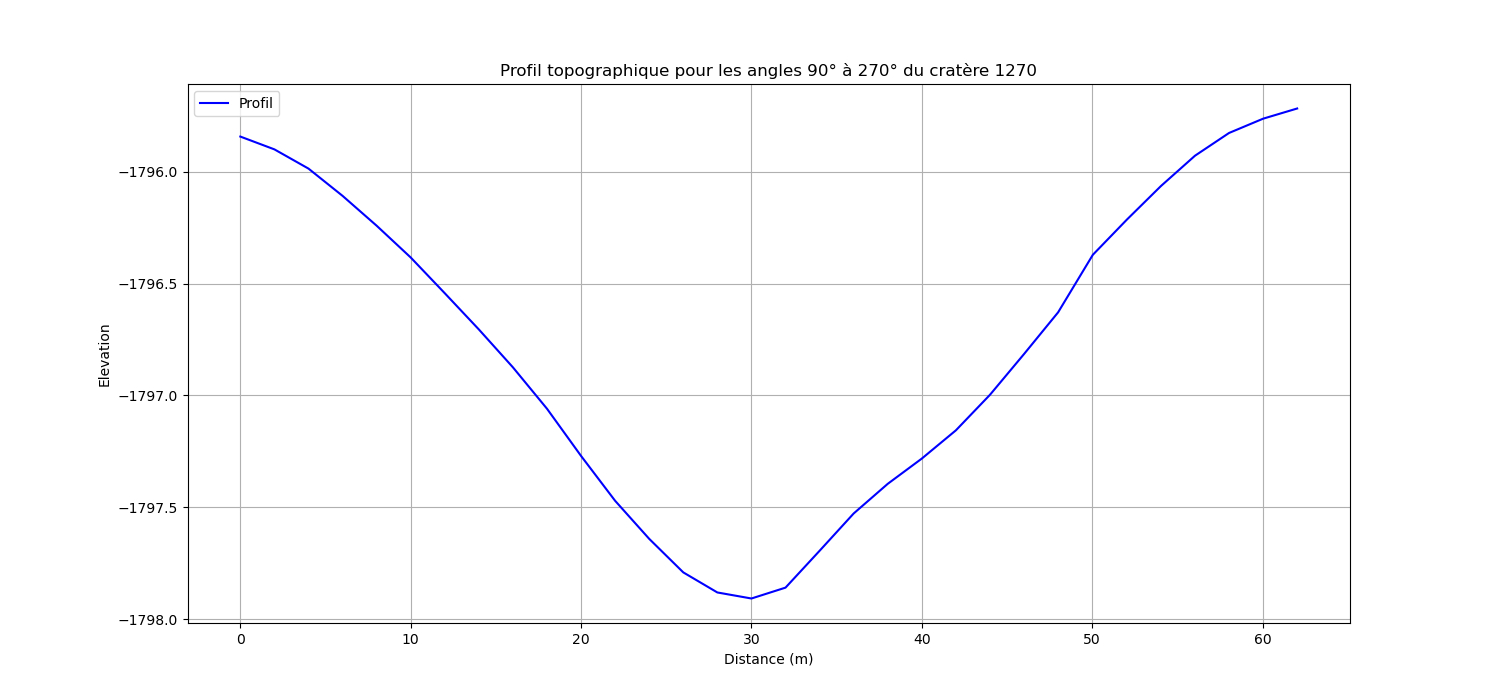 Profil topographique pour les angles 90° à 270° du cratère 1270
Profil
Elevation
−1796.0
−1796.5
−1797.0
−1797.5
−1798.0
0 10 20 30 40 50 60
Distance (m)